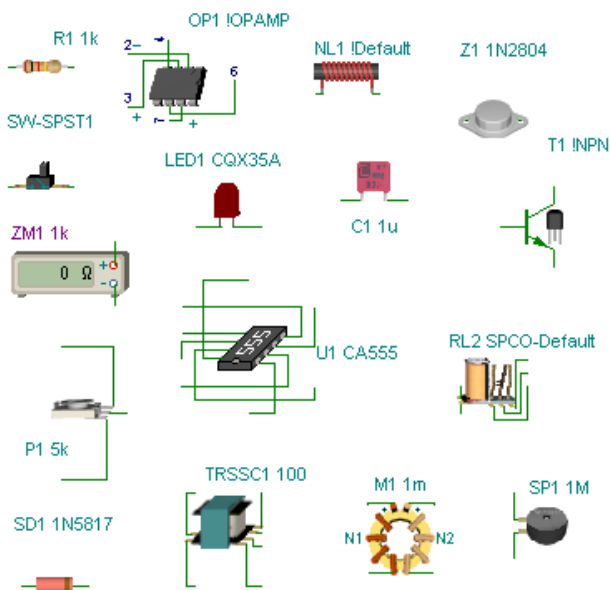 OP1 !OPAMP
R1 1k
2-
4
6
3
+
7
+
NL1 !Default
Z1 1N2804
SW-SPST1
LED1 CQX35A
C1 1u
T1 !NPN
ZM1 1k
0 Ω
+
-
555
U1 CA555
RL2 SPCO-Default
P1 5k
TRSSC1 100
M1 1m
N1
N2
SP1 1M
SD1 1N5817